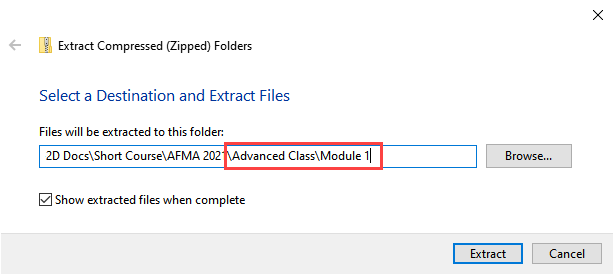 Extract Compressed (Zipped) Folders
Select a Destination and Extract Files
Files will be extracted to this folder:
2D Docs\Short Course\AFMA 2021\Advanced Class\Module 1
Browse...
Show extracted files when complete
Extract
Cancel